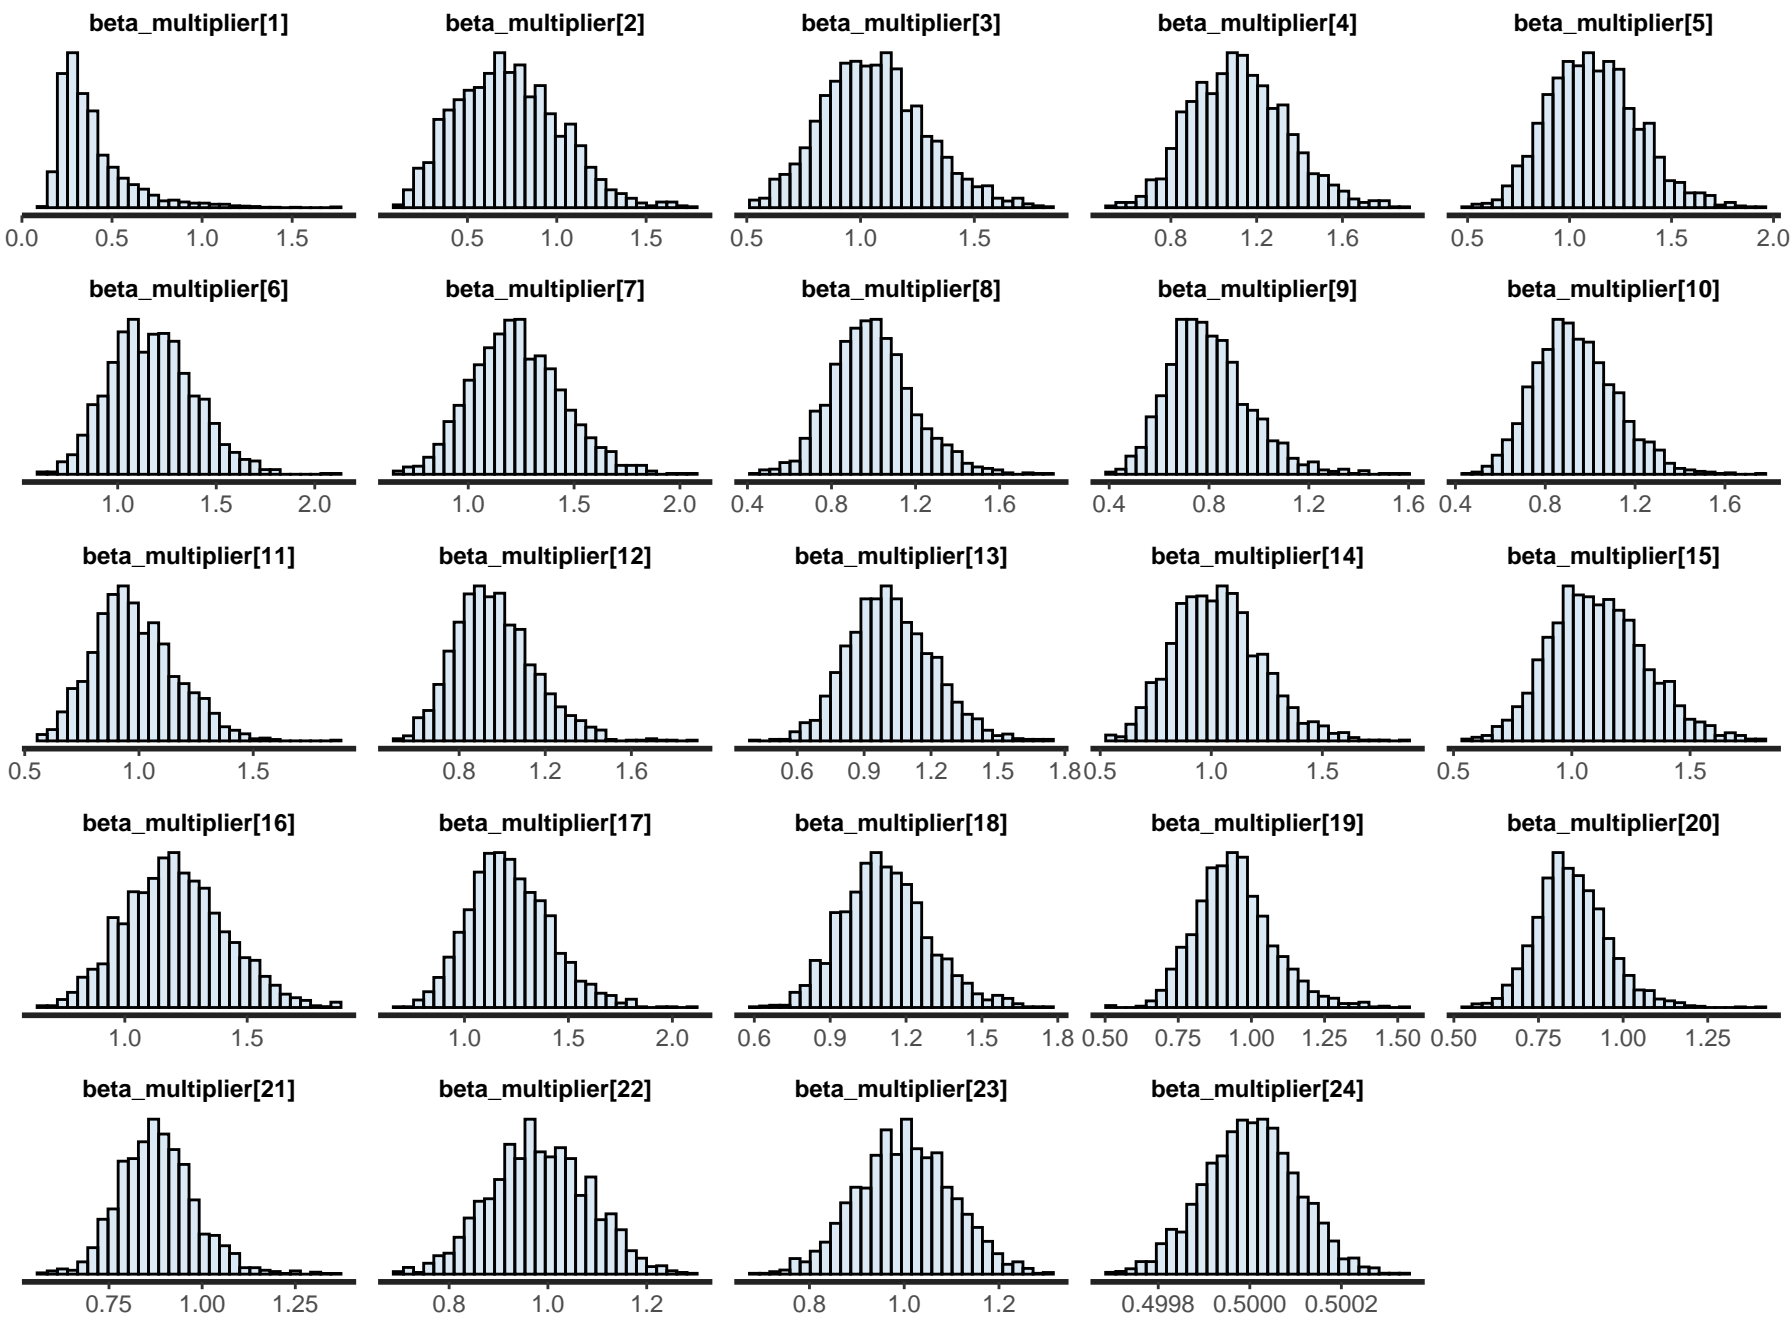 beta_multiplier[1] beta_multiplier[2] beta_multiplier[3] beta_multiplier[4] beta_multiplier[5]
0.0 0.5 1.0 1.5 0.5 1.0 1.5 0.5 1.0 1.5 0.8 1.2 1.6 0.5 1.0 1.5 2.0
beta_multiplier[6] beta_multiplier[7] beta_multiplier[8] beta_multiplier[9] beta_multiplier[10]
1.0 1.5 2.0 1.0 1.5 2.0 0.4 0.8 1.2 1.6 0.4 0.8 1.2 1.6 0.4 0.8 1.2 1.6
beta_multiplier[11] beta_multiplier[12] beta_multiplier[13] beta_multiplier[14] beta_multiplier[15]
0.5 1.0 1.5 0.8 1.2 1.6 0.6 0.9 1.2 1.5 1.8 0.5 1.0 1.5 0.5 1.0 1.5
beta_multiplier[16] beta_multiplier[17] beta_multiplier[18] beta_multiplier[19] beta_multiplier[20]
1.0 1.5 1.0 1.5 2.0 0.6 0.9 1.2 1.5 1.8 0.50 0.75 1.00 1.25 1.50 0.50 0.75 1.00 1.25
beta_multiplier[21] beta_multiplier[22] beta_multiplier[23] beta_multiplier[24]
0.75 1.00 1.25 0.8 1.0 1.2 0.8 1.0 1.2 0.4998 0.5000 0.5002